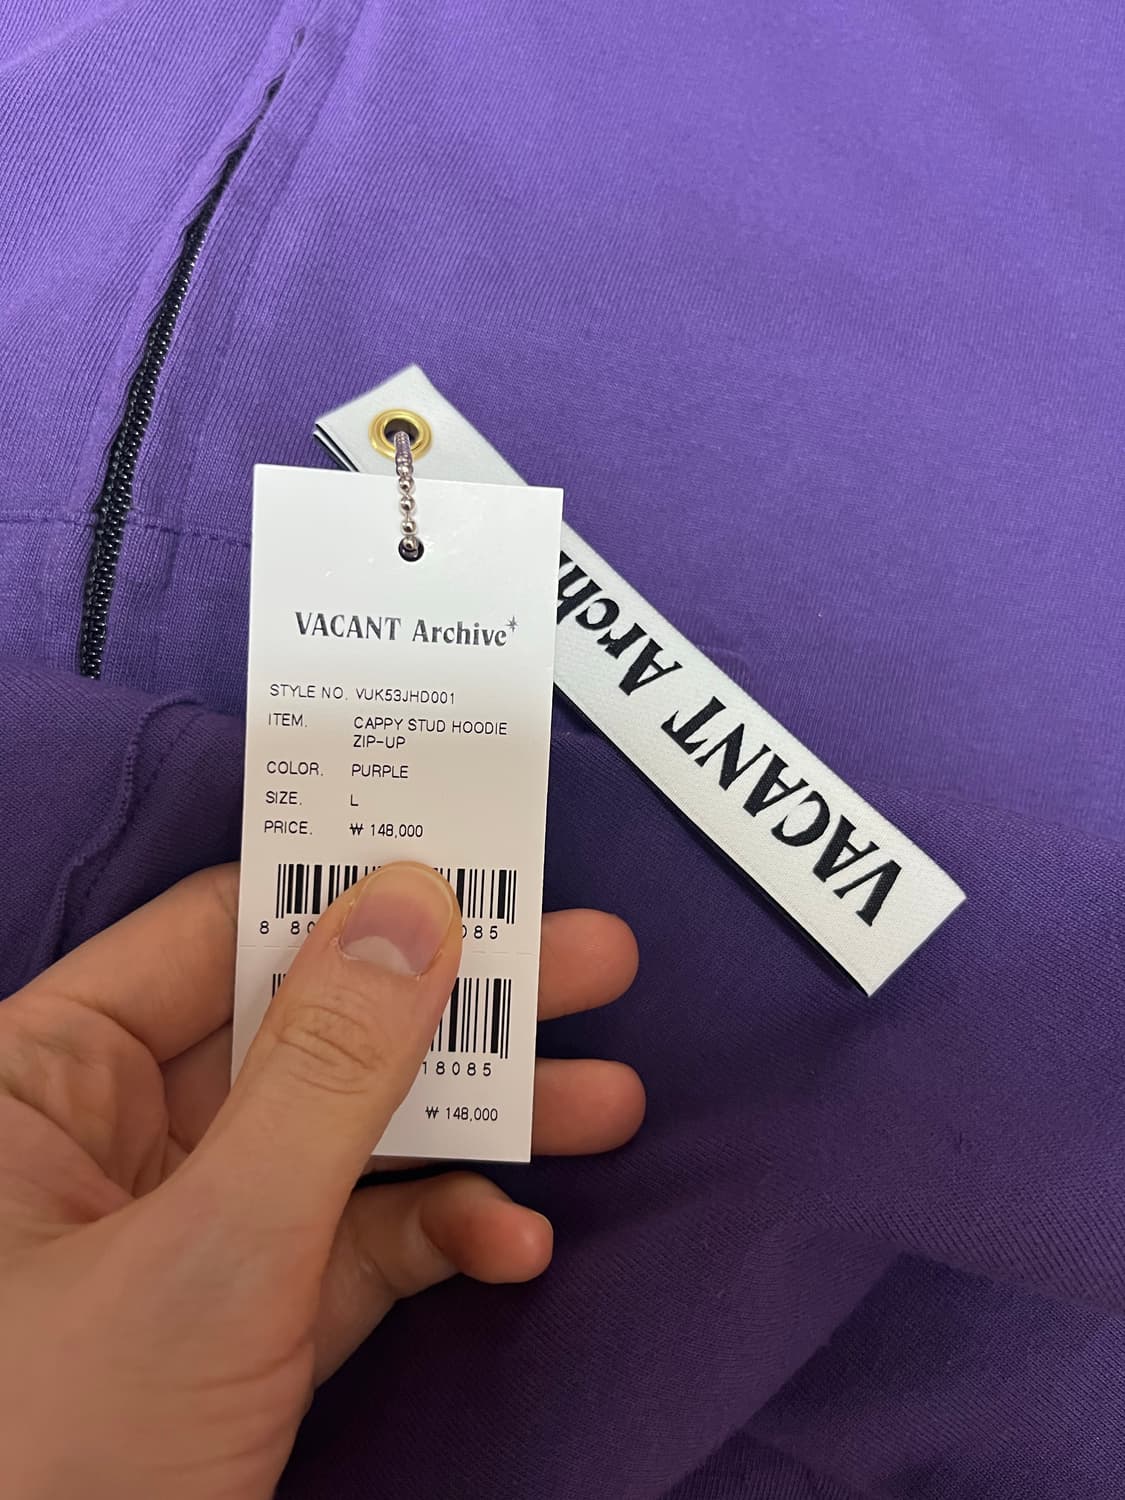 VACANT Archive
STYLE NO. VUK53JHD001
ITEM. CAPPY STUD HOODIE
ZIP-UP
COLOR. PURPLE
SIZE. L
PRICE. ₩ 148,000
8 80 085
18085
₩ 148,000
VACANT Arch